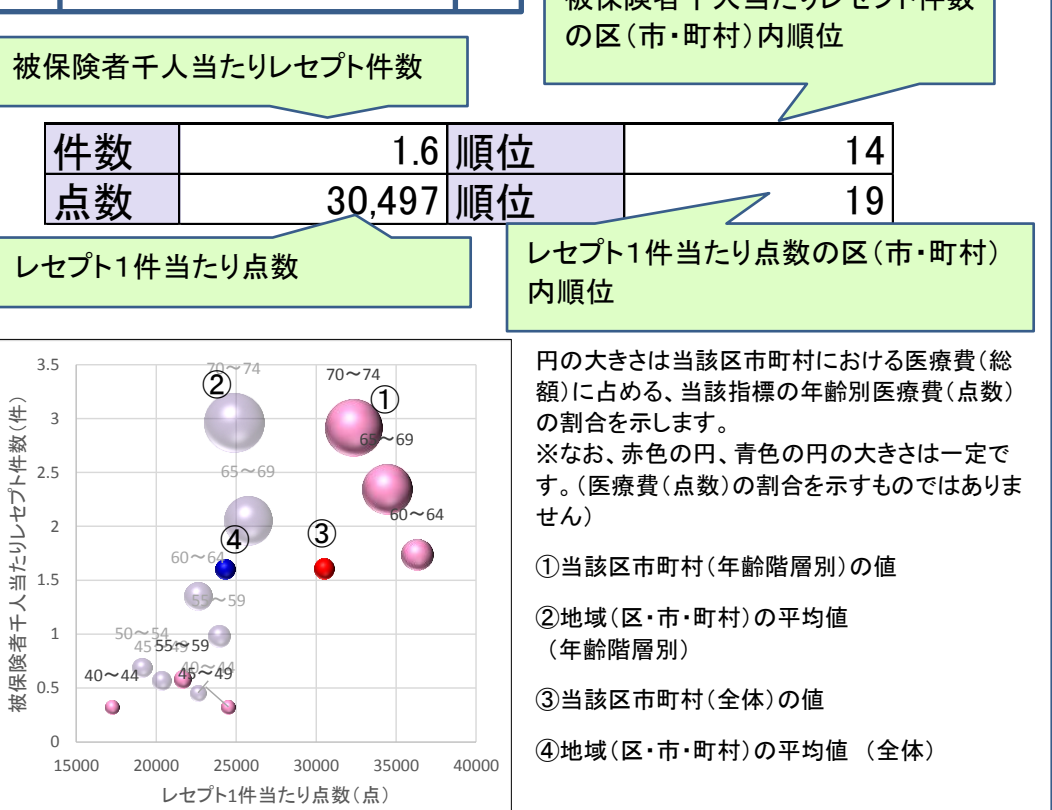 被保険者千人当たりレセプト件数
の区（市・町村）内順位
被保険者千人当たりレセプト件数
件数 1.6 順位 14
点数 30,497 順位 19
レセプト１件当たり点数
レセプト１件当たり点数の区（市・町村）
内順位
被保険者千人当たりレセプト件数（件）
3.5
3
2.5
2
1.5
1
0.5
0
70～74
②
70～74
①
65～69
65～69
60～64
④
③
60～64
55～59
50～54
45～49
55～59
40～44
40～44
45～49
15000 20000 25000 30000 35000 40000
レセプト1件当たり点数（点）
円の大きさは当該区市町村における医療費（総
額）に占める、当該指標の年齢別医療費（点数）
の割合を示します。
※なお、赤色の円、青色の円の大きさは一定で
す。（医療費（点数）の割合を示すものではありま
せん）
①当該区市町村（年齢階層別）の値
②地域（区・市・町村）の平均値
（年齢階層別）
③当該区市町村（全体）の値
④地域（区・市・町村）の平均値 （全体）